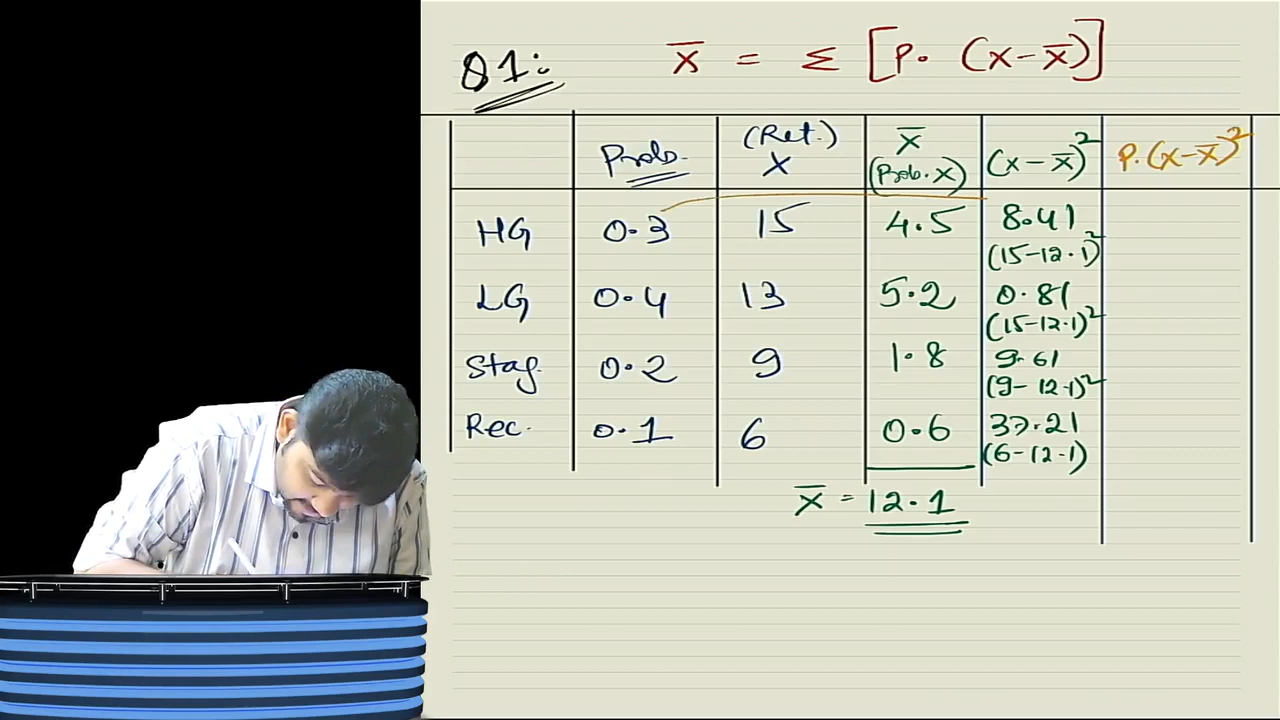 Q1:
X̄ = Σ [P. (X-X̄)]
Prob. (Ret.) X X̄ (Prob. X) (X-X̄)² P.(X-X̄)²
HG 0.3 15 4.5 8.41
(15-12.1)²
LG 0.4 13 5.2 0.81
(15-12.1)²
Stag. 0.2 9 1.8 9.61
(9-12.1)²
Rec. 0.1 6 0.6 37.21
(6-12.1)
X̄ = 12.1